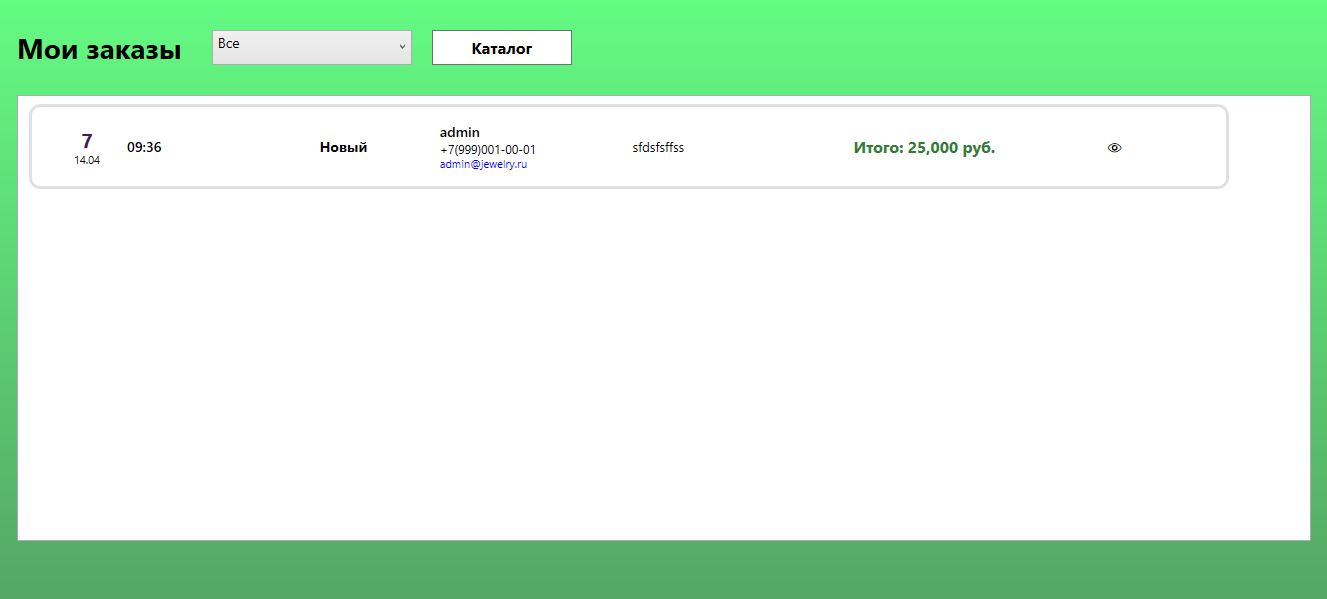 Мои заказы
Все
Каталог
7
14.04
09:36
Новый
admin
+7(999)001-00-01
admin@jewelry.ru
sfdsfsffss
Итого: 25,000 руб.